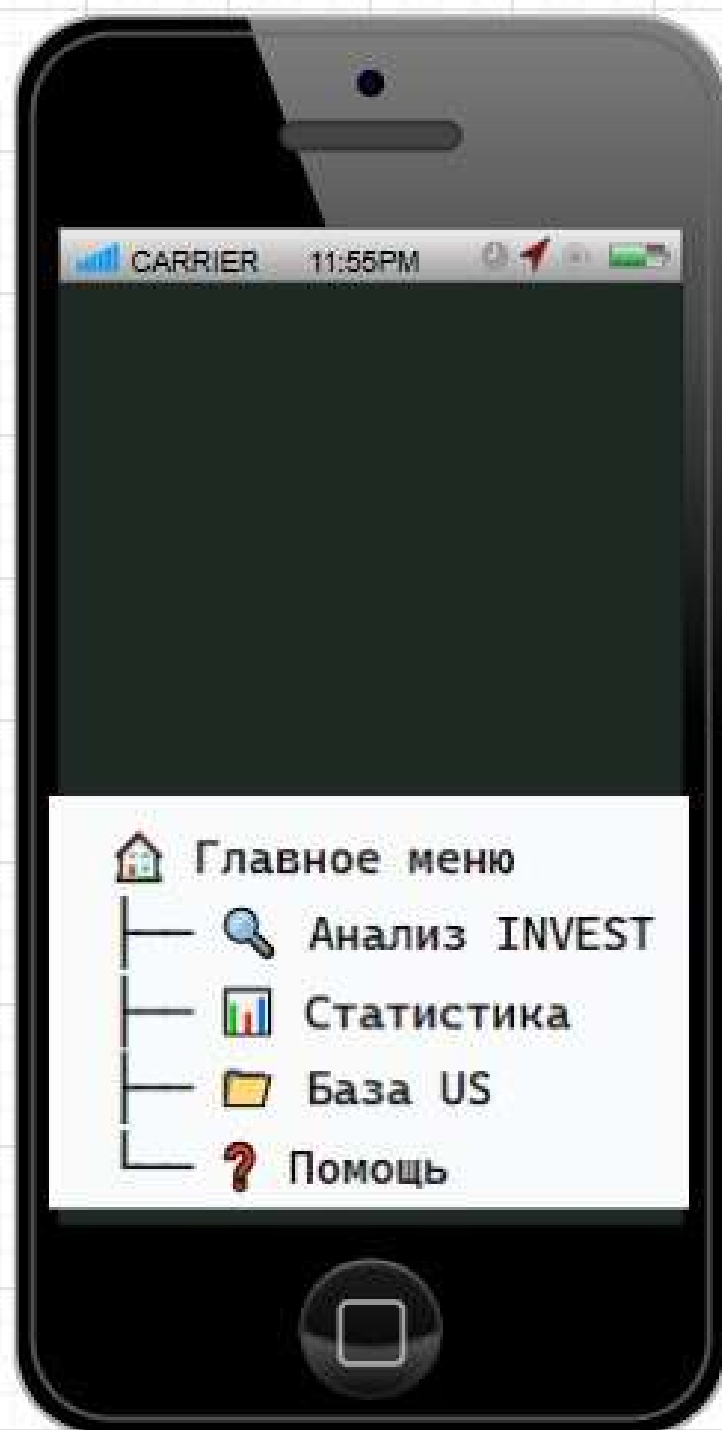 CARRIER 11:55PM
🏠 Главное меню
├── 🔍 Анализ INVEST
├── 📊 Статистика
├── 📁 База US
└── ❓ Помощь